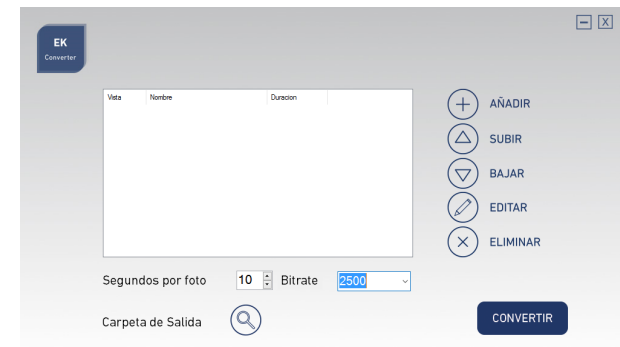 X
EK
Converter
Vista Nombre Duracion
AÑADIR
SUBIR
BAJAR
EDITAR
ELIMINAR
Segundos por foto 10 Bitrate 2500
Carpeta de Salida
CONVERTIR